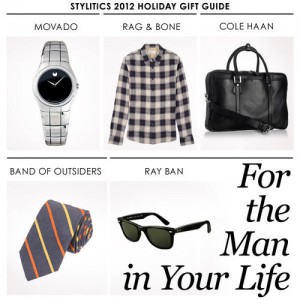 STYLITICS 2012 HOLIDAY GIFT GUIDE
MOVADO
RAG & BONE
COLE HAAN
BAND OF OUTSIDERS
RAY BAN
For
the
Man
in Your Life